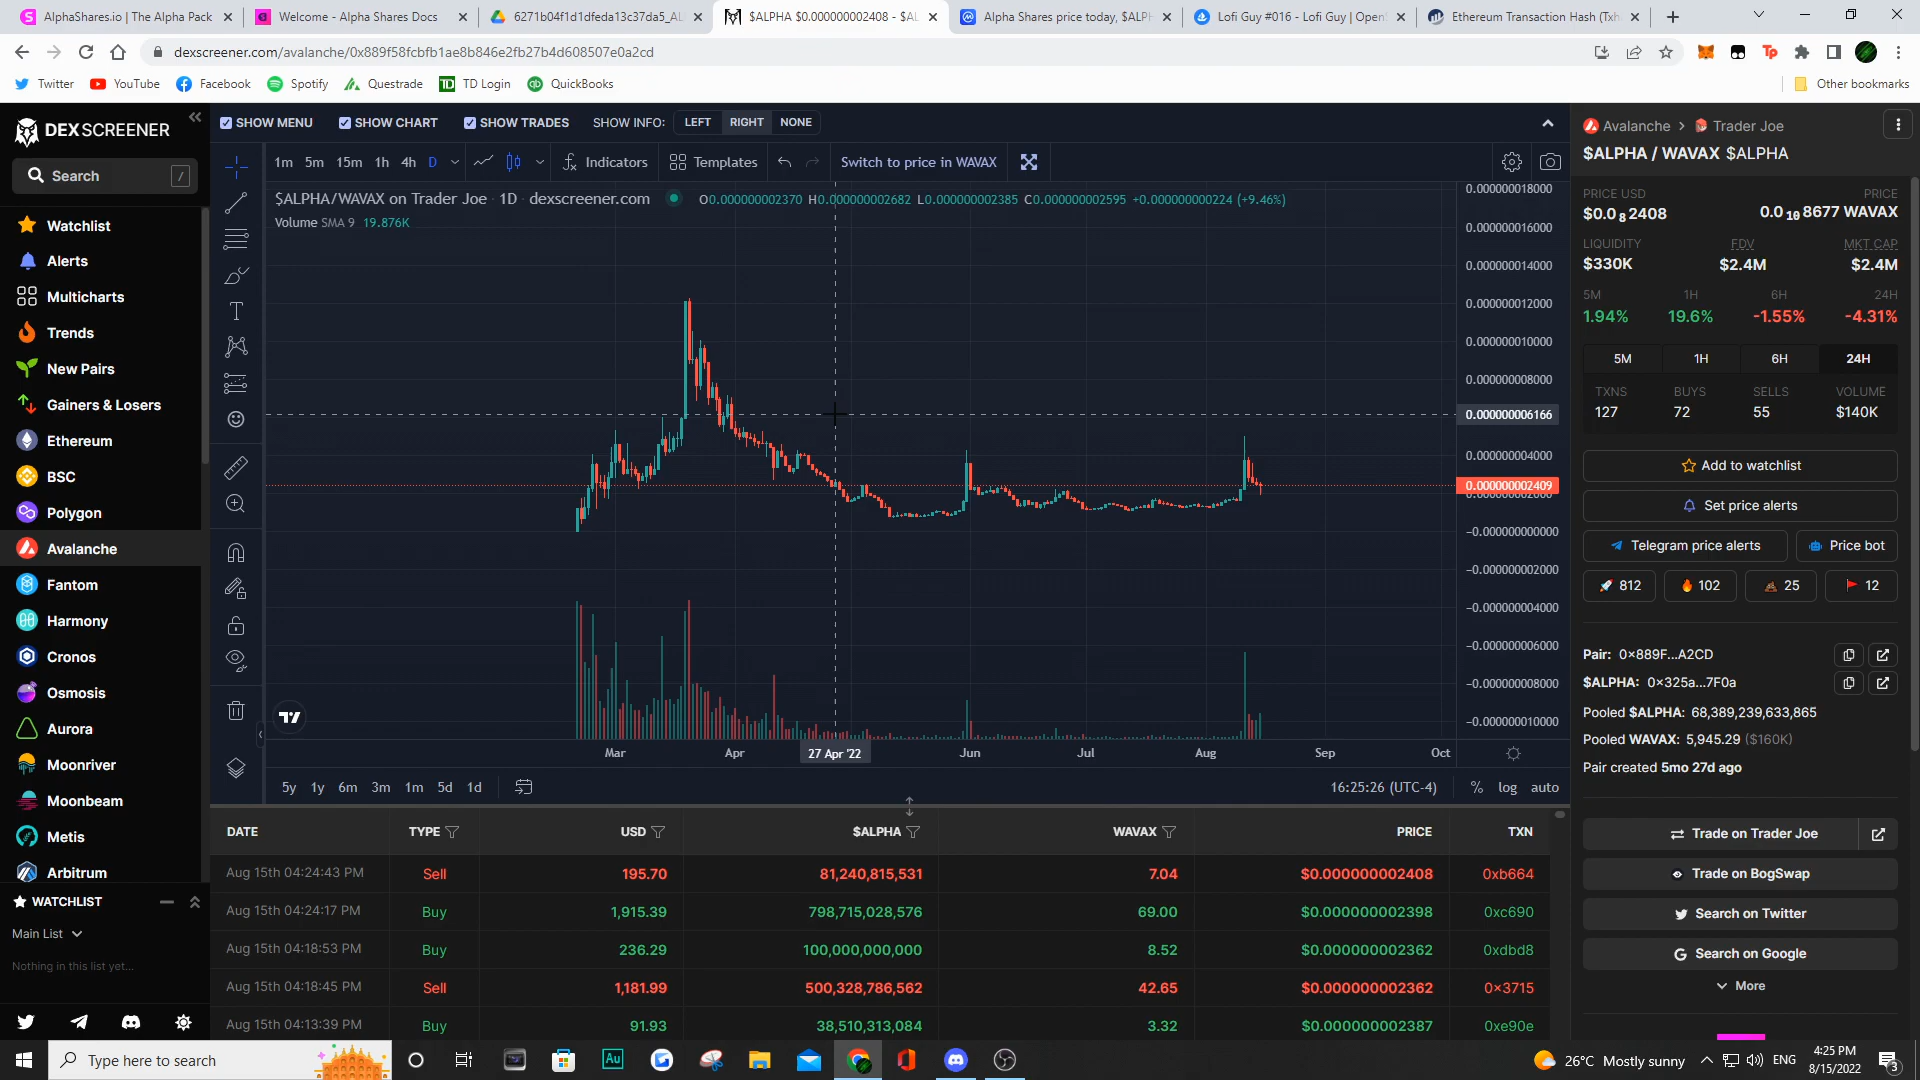 AlphaShares.io | The Alpha Pack
Welcome - Alpha Shares Docs
6271b04f1d1dfeda13c37da5_AL
$ALPHA $0.000000002408 - $AL
Alpha Shares price today, $ALPH
Lofi Guy #016 - Lofi Guy | Open
Ethereum Transaction Hash (Txh
dexscreener.com/avalanche/0x889f58fcbfb1ae8b846e2fb27b4d608507e0a2cd
Twitter
YouTube
Facebook
Spotify
Questrade
TD Login
QuickBooks
Other bookmarks
DEX SCREENER
Search /
Watchlist
Alerts
Multicharts
Trends
New Pairs
Gainers & Losers
Ethereum
BSC
Polygon
Avalanche
Fantom
Harmony
Cronos
Osmosis
Aurora
Moonriver
Moonbeam
Metis
Arbitrum
WATCHLIST
Main List
Nothing in this list yet...
SHOW MENU SHOW CHART SHOW TRADES SHOW INFO: LEFT RIGHT NONE
1m 5m 15m 1h 4h D Indicators Templates Switch to price in WAVAX
$ALPHA/WAVAX on Trader Joe · 1D · dexscreener.com O0.000000002370 H0.000000002682 L0.000000002385 C0.000000002595 +0.000000000224 (+9.46%)
Volume SMA 9 19.876K
0.000000018000
0.000000016000
0.000000014000
0.000000012000
0.000000010000
0.000000008000
0.000000006166
0.000000004000
0.000000002409
0.000000002000
−0.000000000000
−0.000000002000
−0.000000004000
−0.000000006000
−0.000000008000
−0.000000010000
Mar Apr 27 Apr '22 Jun Jul Aug Sep Oct
5y 1y 6m 3m 1m 5d 1d 16:25:26 (UTC-4) % log auto
DATE TYPE USD $ALPHA WAVAX PRICE TXN
Aug 15th 04:24:43 PM Sell 195.70 81,240,815,531 7.04 $0.000000002408 0xb664
Aug 15th 04:24:17 PM Buy 1,915.39 798,715,028,576 69.00 $0.000000002398 0xc690
Aug 15th 04:18:53 PM Buy 236.29 100,000,000,000 8.52 $0.000000002362 0xdbd8
Aug 15th 04:18:45 PM Sell 1,181.99 500,328,786,562 42.65 $0.000000002362 0x3715
Aug 15th 04:13:39 PM Buy 91.93 38,510,313,084 3.32 $0.000000002387 0xe90e
Avalanche > Trader Joe
$ALPHA / WAVAX $ALPHA
PRICE USD PRICE
$0.0 8 2408 0.0 10 8677 WAVAX
LIQUIDITY FDV MKT CAP
$330K $2.4M $2.4M
5M 1H 6H 24H
1.94% 19.6% -1.55% -4.31%
5M 1H 6H 24H
TXNS BUYS SELLS VOLUME
127 72 55 $140K
Add to watchlist
Set price alerts
Telegram price alerts Price bot
812 102 25 12
Pair: 0x889F...A2CD
$ALPHA: 0x325a...7F0a
Pooled $ALPHA: 68,389,239,633,865
Pooled WAVAX: 5,945.29 ($160K)
Pair created 5mo 27d ago
Trade on Trader Joe
Trade on BogSwap
Search on Twitter
Search on Google
More
Type here to search
Au
26°C Mostly sunny
ENG
4:25 PM
8/15/2022
3